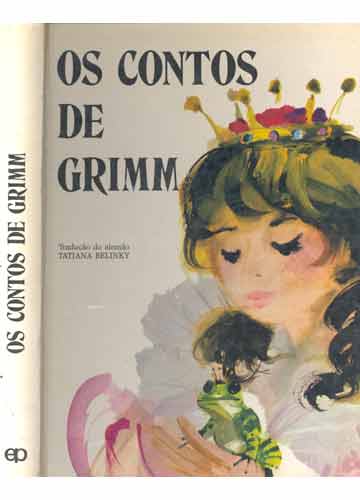 OS CONTOS
DE
GRIMM
Tradução do alemão
TATIANA BELINKY
OS CONTOS DE GRIMM
ep